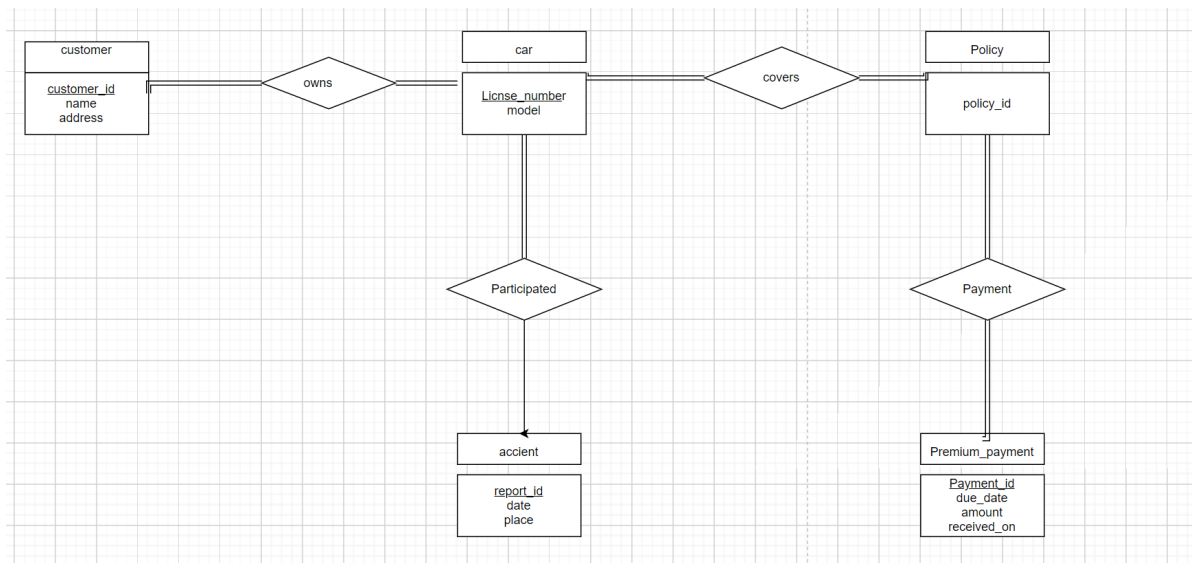 customer
customer_id
name
address
owns
car
Licnse_number
model
covers
Policy
policy_id
Participated
Payment
accient
report_id
date
place
Premium_payment
Payment_id
due_date
amount
received_on